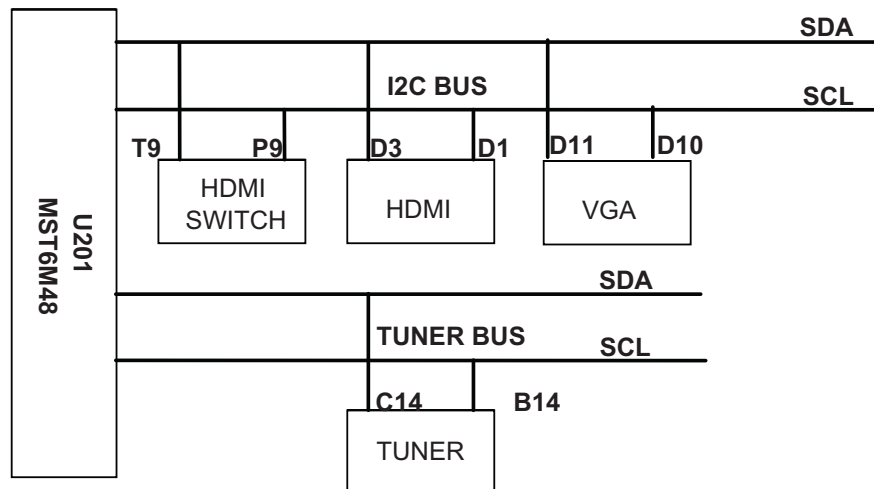 SDA
I2C BUS
SCL
T9
P9
D3
D1
D11
D10
HDMI
SWITCH
HDMI
VGA
U201
MST6M48
SDA
TUNER BUS
SCL
C14
B14
TUNER